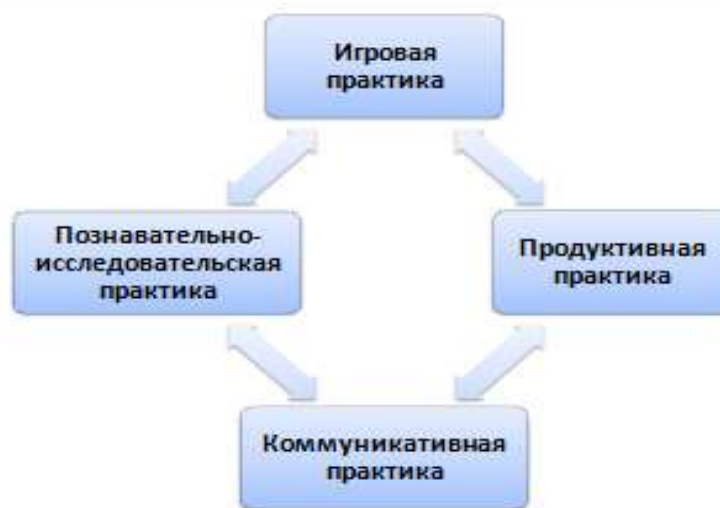 Игровая
практика
Познавательно-
исследовательская
практика
Продуктивная
практика
Коммуникативная
практика